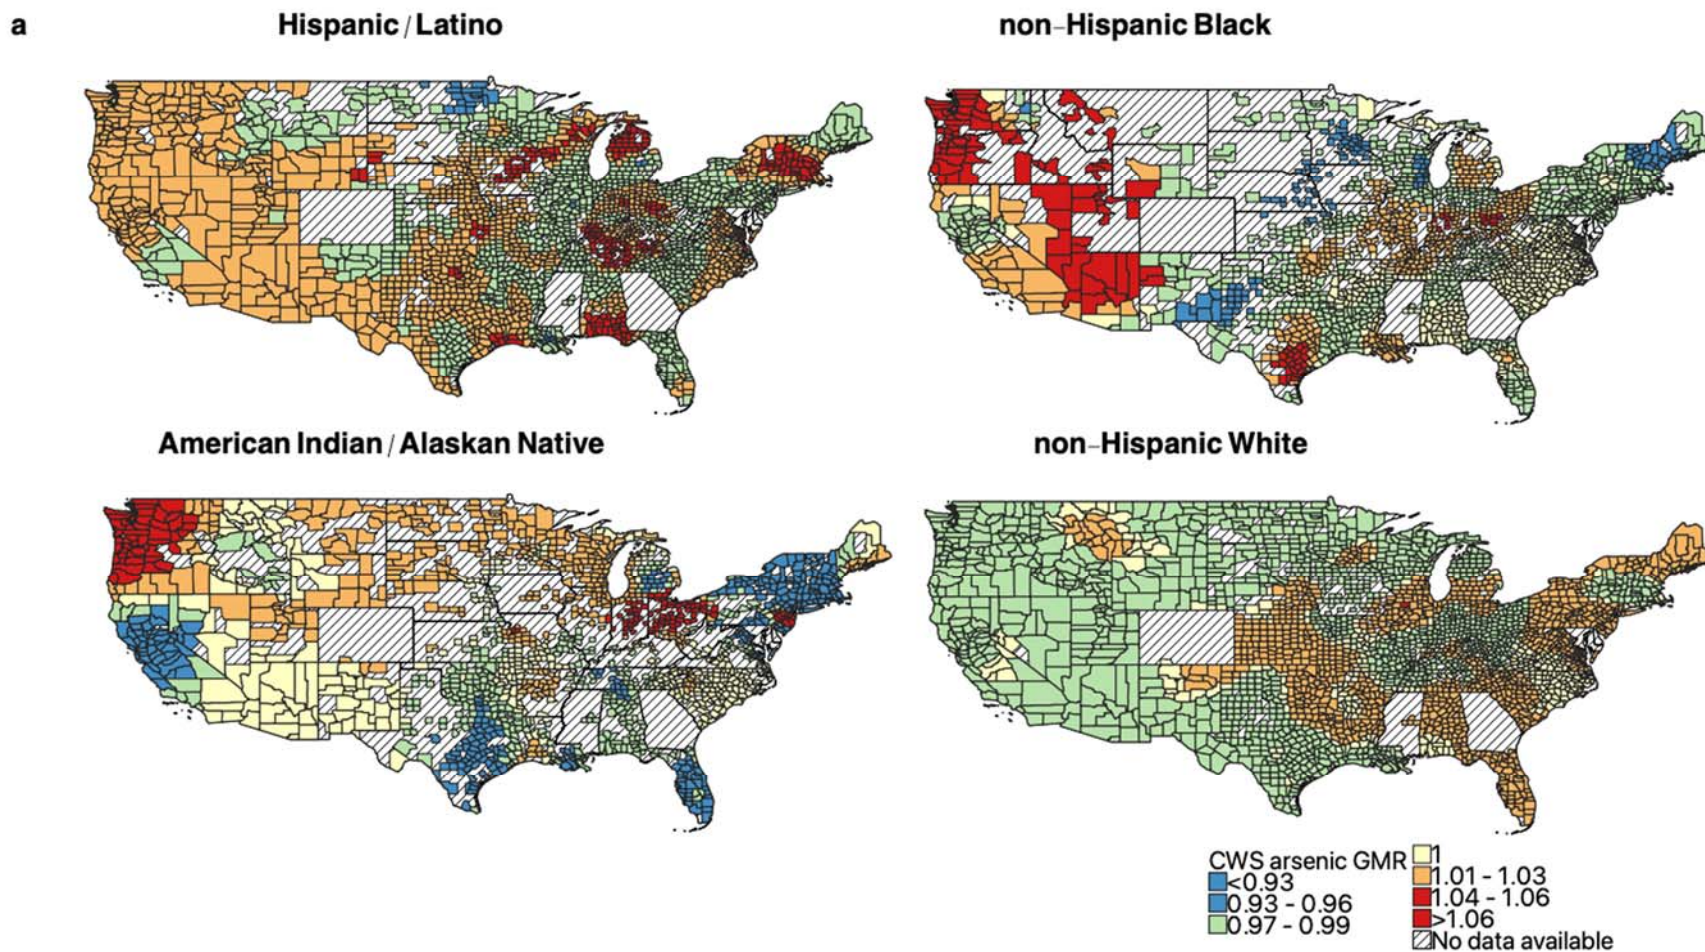 a
Hispanic / Latino
non-Hispanic Black
American Indian / Alaskan Native
non-Hispanic White
CWS arsenic GMR
<0.93
0.93 - 0.96
0.97 - 0.99
1
1.01 - 1.03
1.04 - 1.06
>1.06
No data available